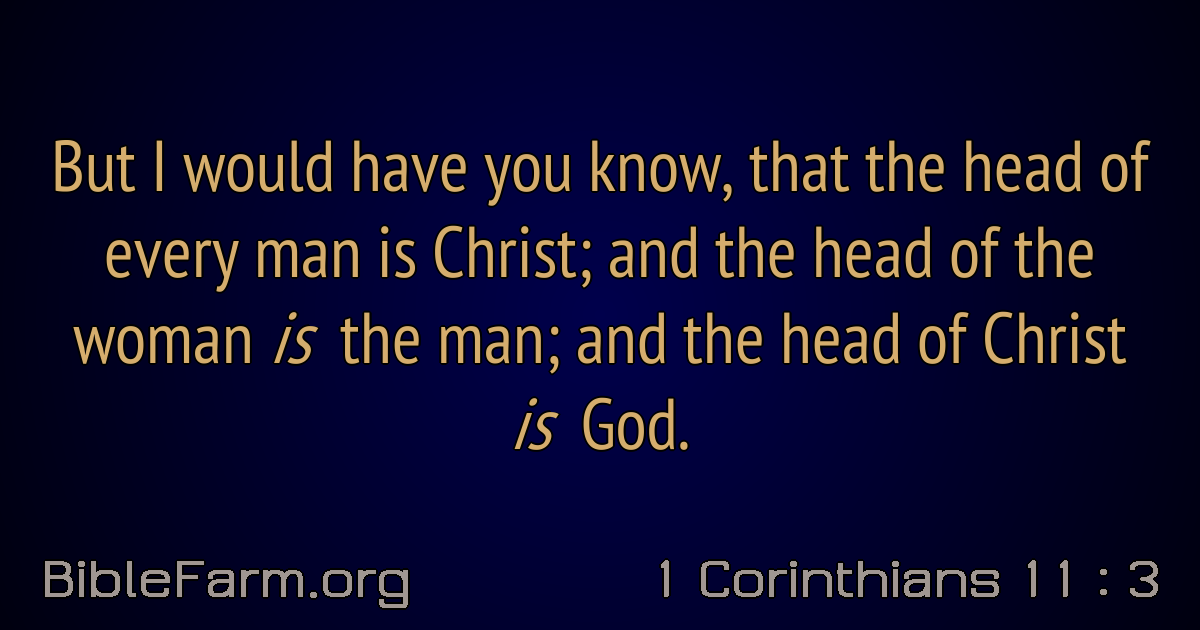 But I would have you know, that the head of
every man is Christ; and the head of the
woman is the man; and the head of Christ
is God.
BibleFarm.org
1 Corinthians 11 : 3